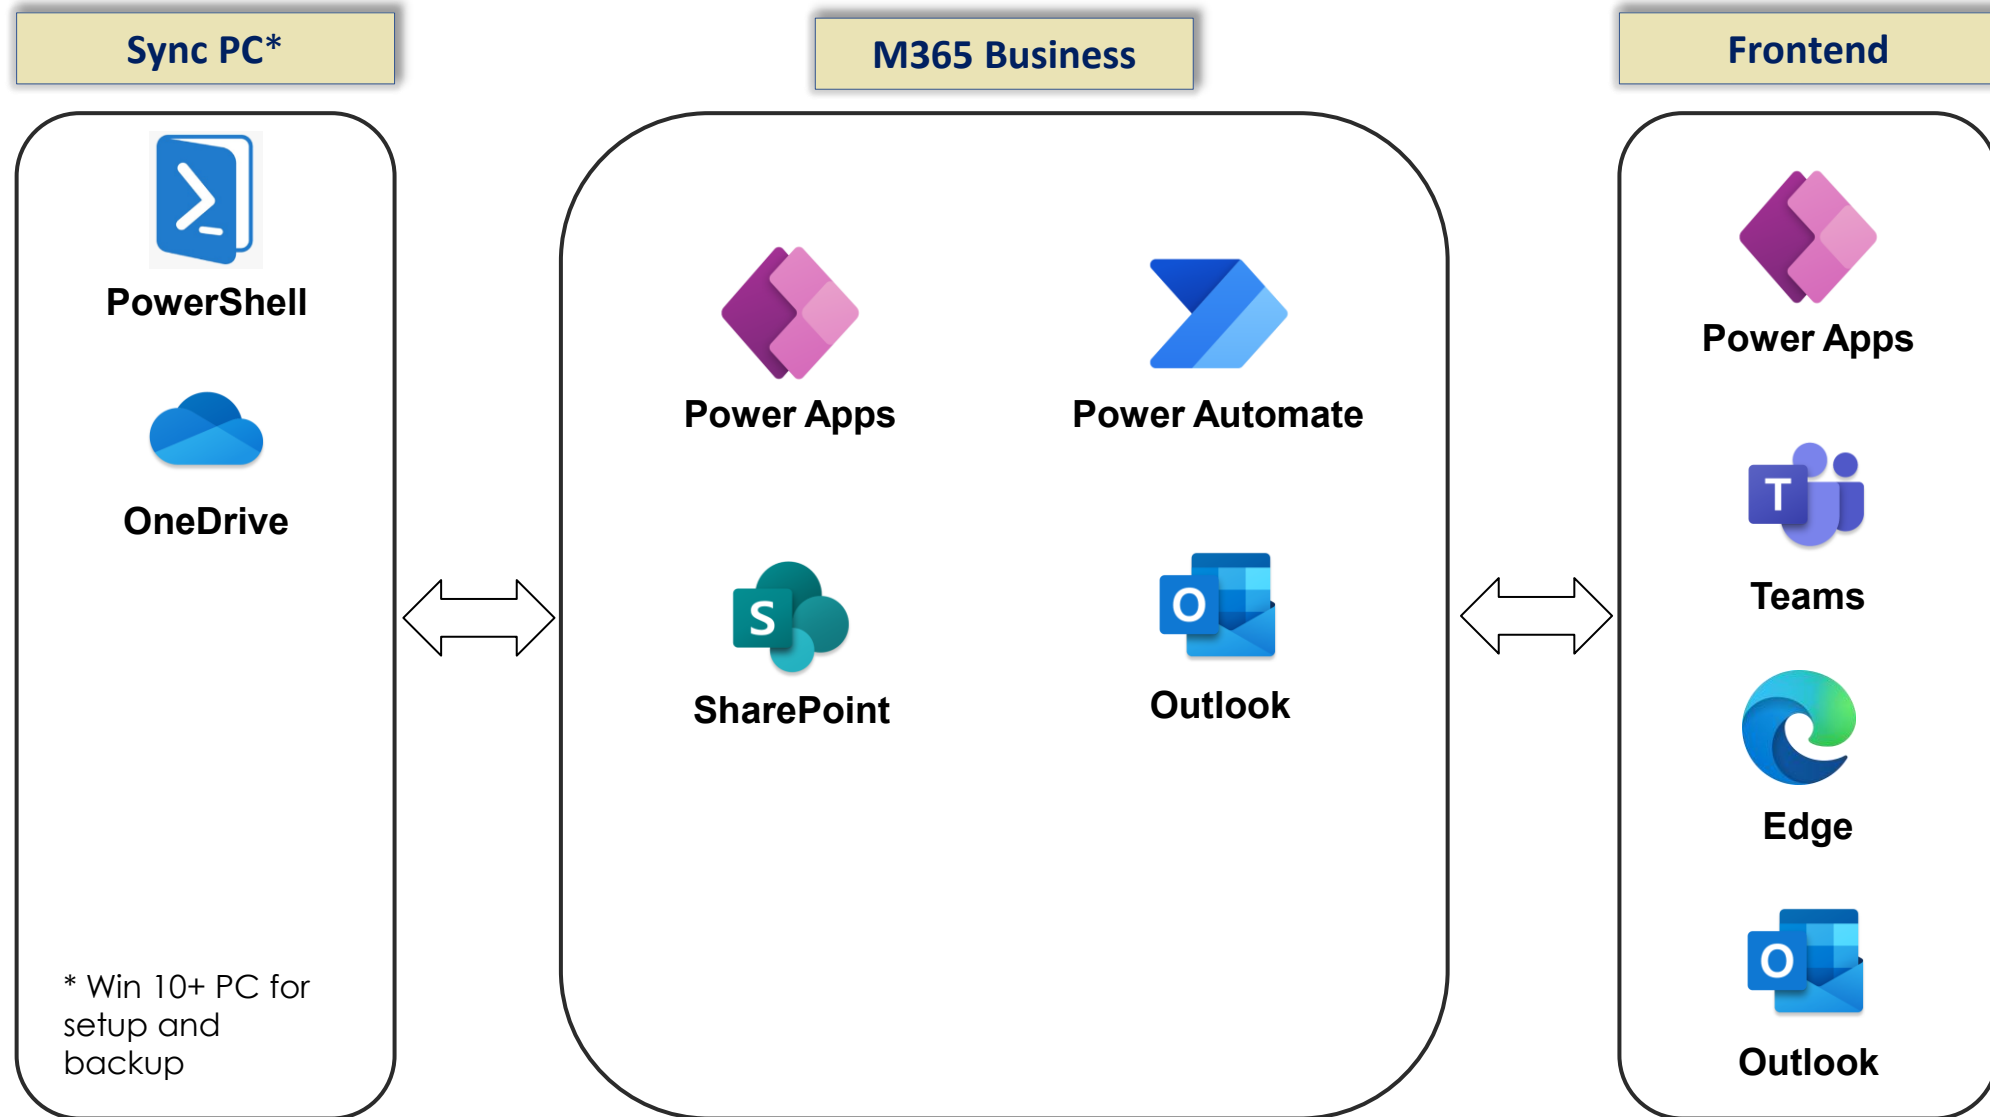 Sync PC*
PowerShell
OneDrive
* Win 10+ PC for
setup and
backup
M365 Business
Power Apps
Power Automate
S
SharePoint
O
Outlook
Frontend
Power Apps
T
Teams
Edge
O
Outlook